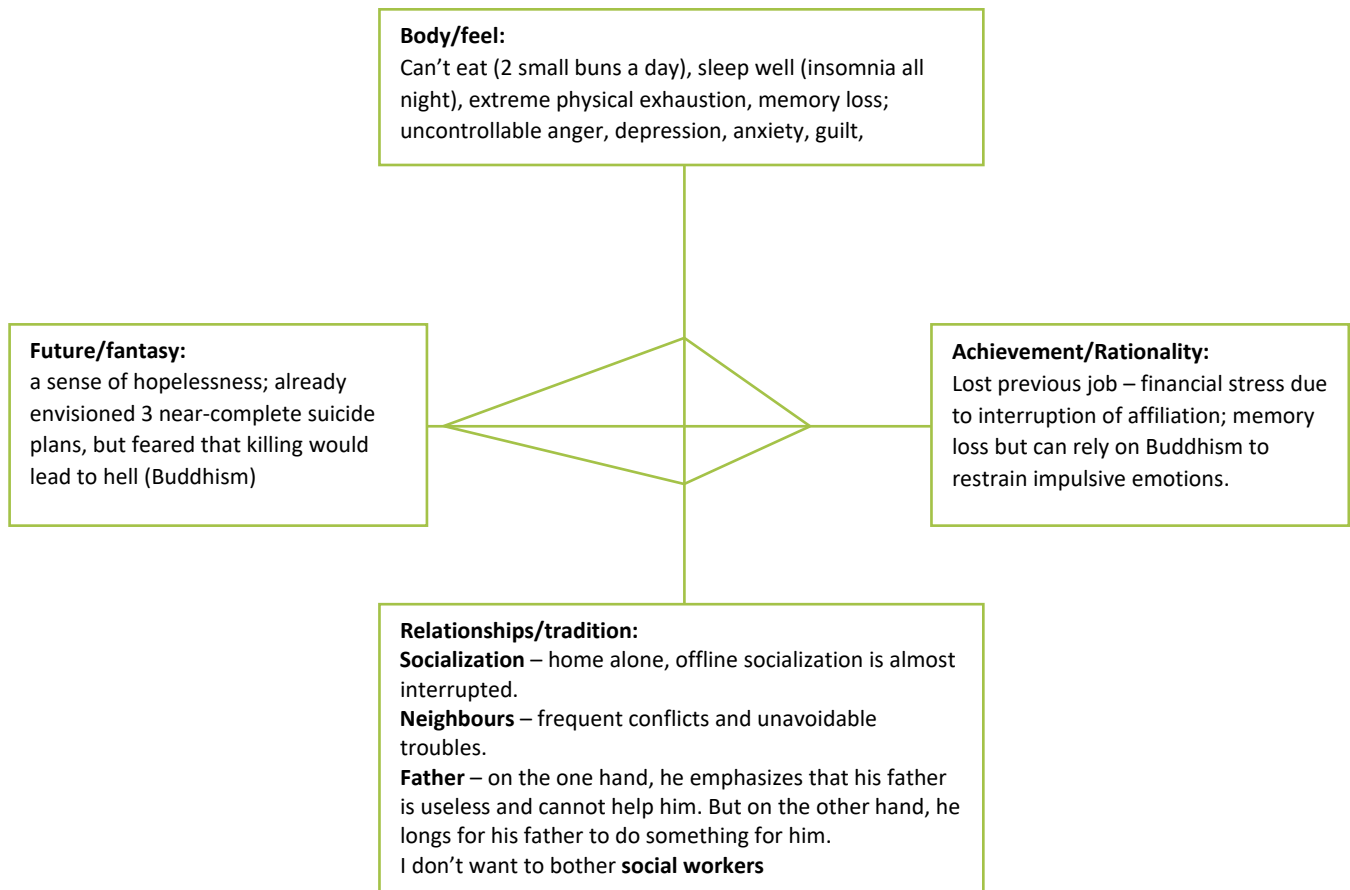 Body/feel:
Can’t eat (2 small buns a day), sleep well (insomnia all
night), extreme physical exhaustion, memory loss;
uncontrollable anger, depression, anxiety, guilt,
Future/fantasy:
a sense of hopelessness; already
envisioned 3 near-complete suicide
plans, but feared that killing would
lead to hell (Buddhism)
Achievement/Rationality:
Lost previous job – financial stress due
to interruption of affiliation; memory
loss but can rely on Buddhism to
restrain impulsive emotions.
Relationships/tradition:
Socialization – home alone, offline socialization is almost
interrupted.
Neighbours – frequent conflicts and unavoidable
troubles.
Father – on the one hand, he emphasizes that his father
is useless and cannot help him. But on the other hand, he
longs for his father to do something for him.
I don’t want to bother social workers